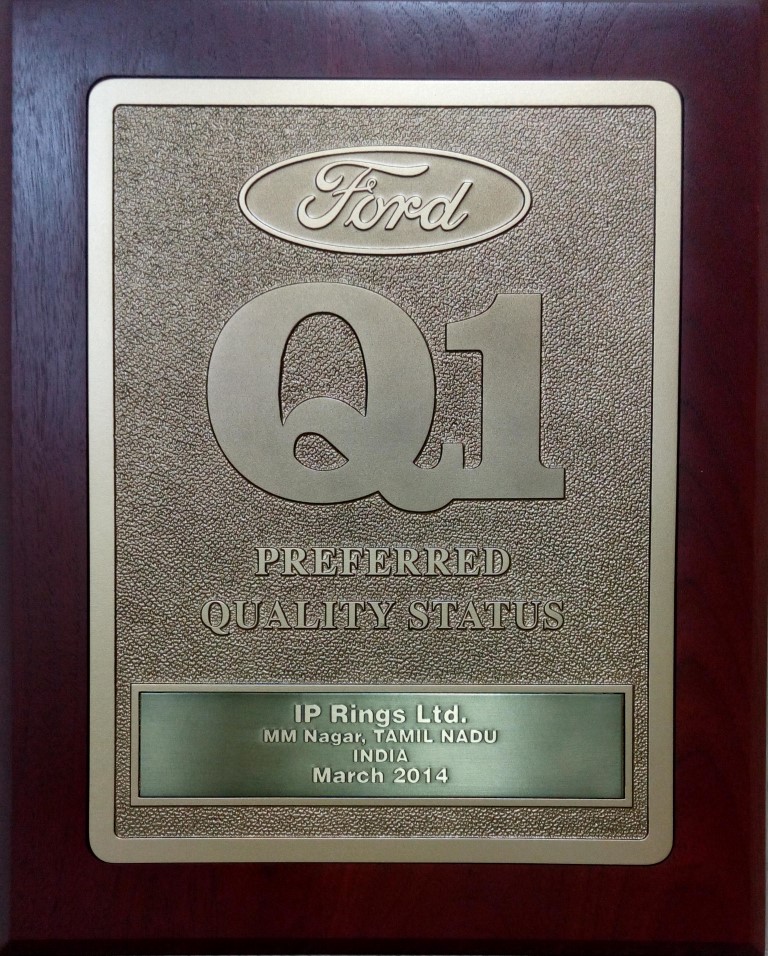 Ford
Q1
PREFERRED
QUALITY STATUS
IP Rings Ltd.
MM Nagar, TAMIL NADU
INDIA
March 2014